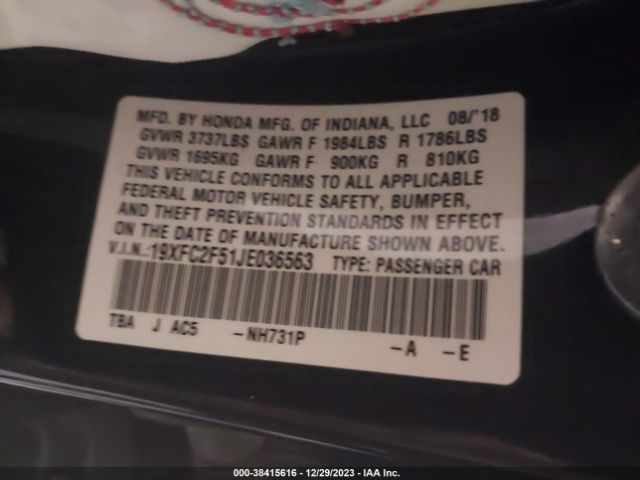 MFD. BY HONDA MFG. OF INDIANA, LLC 08/'18
GVWR 3737LBS GAWR F 1984LBS R 1786LBS
GVWR 1695KG GAWR F 900KG R 810KG
THIS VEHICLE CONFORMS TO ALL APPLICABLE
FEDERAL MOTOR VEHICLE SAFETY, BUMPER,
AND THEFT PREVENTION STANDARDS IN EFFECT
ON THE DATE OF MANUFACTURE SHOWN ABOVE.
V.I.N.:19XFC2F51JE036563 TYPE: PASSENGER CAR
TBA J AC5 -NH731P -A -E
000-38415616 - 12/29/2023 - IAA Inc.